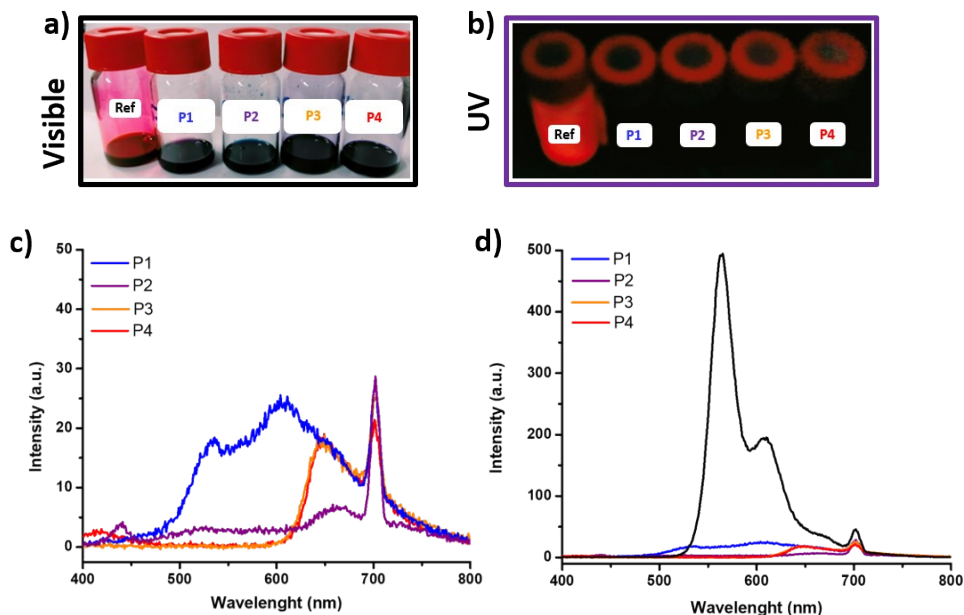 a)
Visible
Ref
P1
P2
P3
P4
b)
UV
Ref
P1
P2
P3
P4
c)
50
40
30
20
10
0
Intensity (a.u.)
P1
P2
P3
P4
400 500 600 700 800
Wavelenght (nm)
d)
500
400
300
200
100
0
Intensity (a.u.)
P1
P2
P3
P4
400 500 600 700 800
Wavelenght (nm)